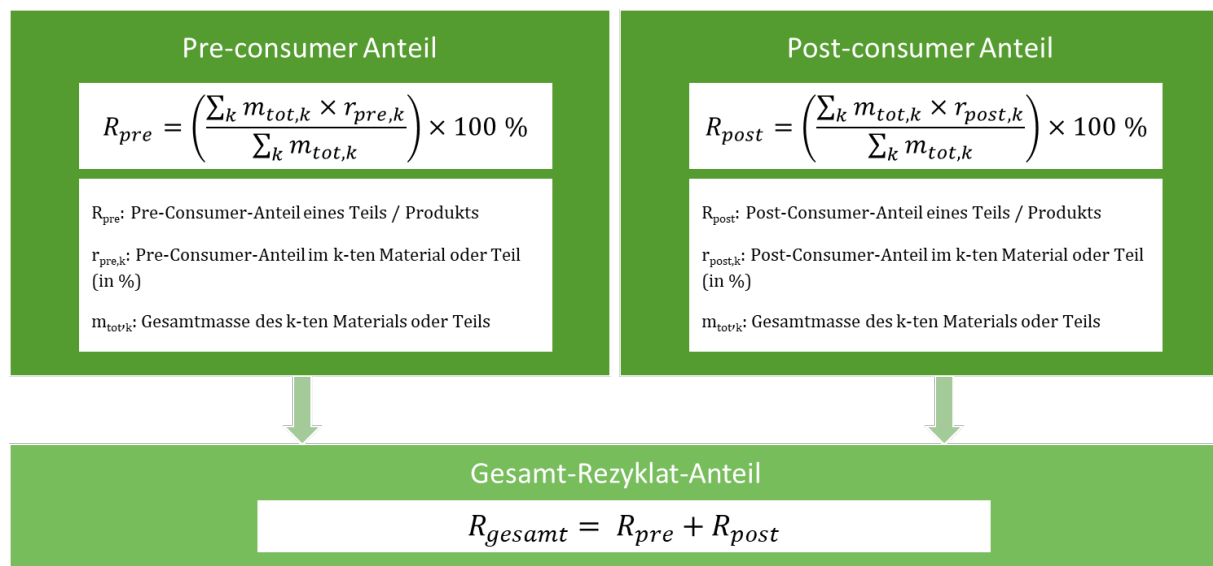 Pre-consumer Anteil
R_pre = (∑_k m_tot,k × r_pre,k / ∑_k m_tot,k) × 100 %
R_pre: Pre-Consumer-Anteil eines Teils / Produkts
r_pre,k: Pre-Consumer-Anteil im k-ten Material oder Teil
(in %)
m_tot,k: Gesamtmasse des k-ten Materials oder Teils
Post-consumer Anteil
R_post = (∑_k m_tot,k × r_post,k / ∑_k m_tot,k) × 100 %
R_post: Post-Consumer-Anteil eines Teils / Produkts
r_post,k: Post-Consumer-Anteil im k-ten Material oder Teil
(in %)
m_tot,k: Gesamtmasse des k-ten Materials oder Teils
Gesamt-Rezyklat-Anteil
R_gesamt = R_pre + R_post